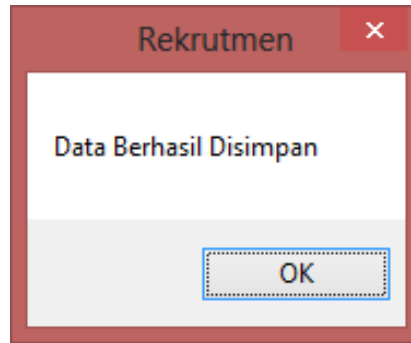 Rekrutmen
Data Berhasil Disimpan
OK